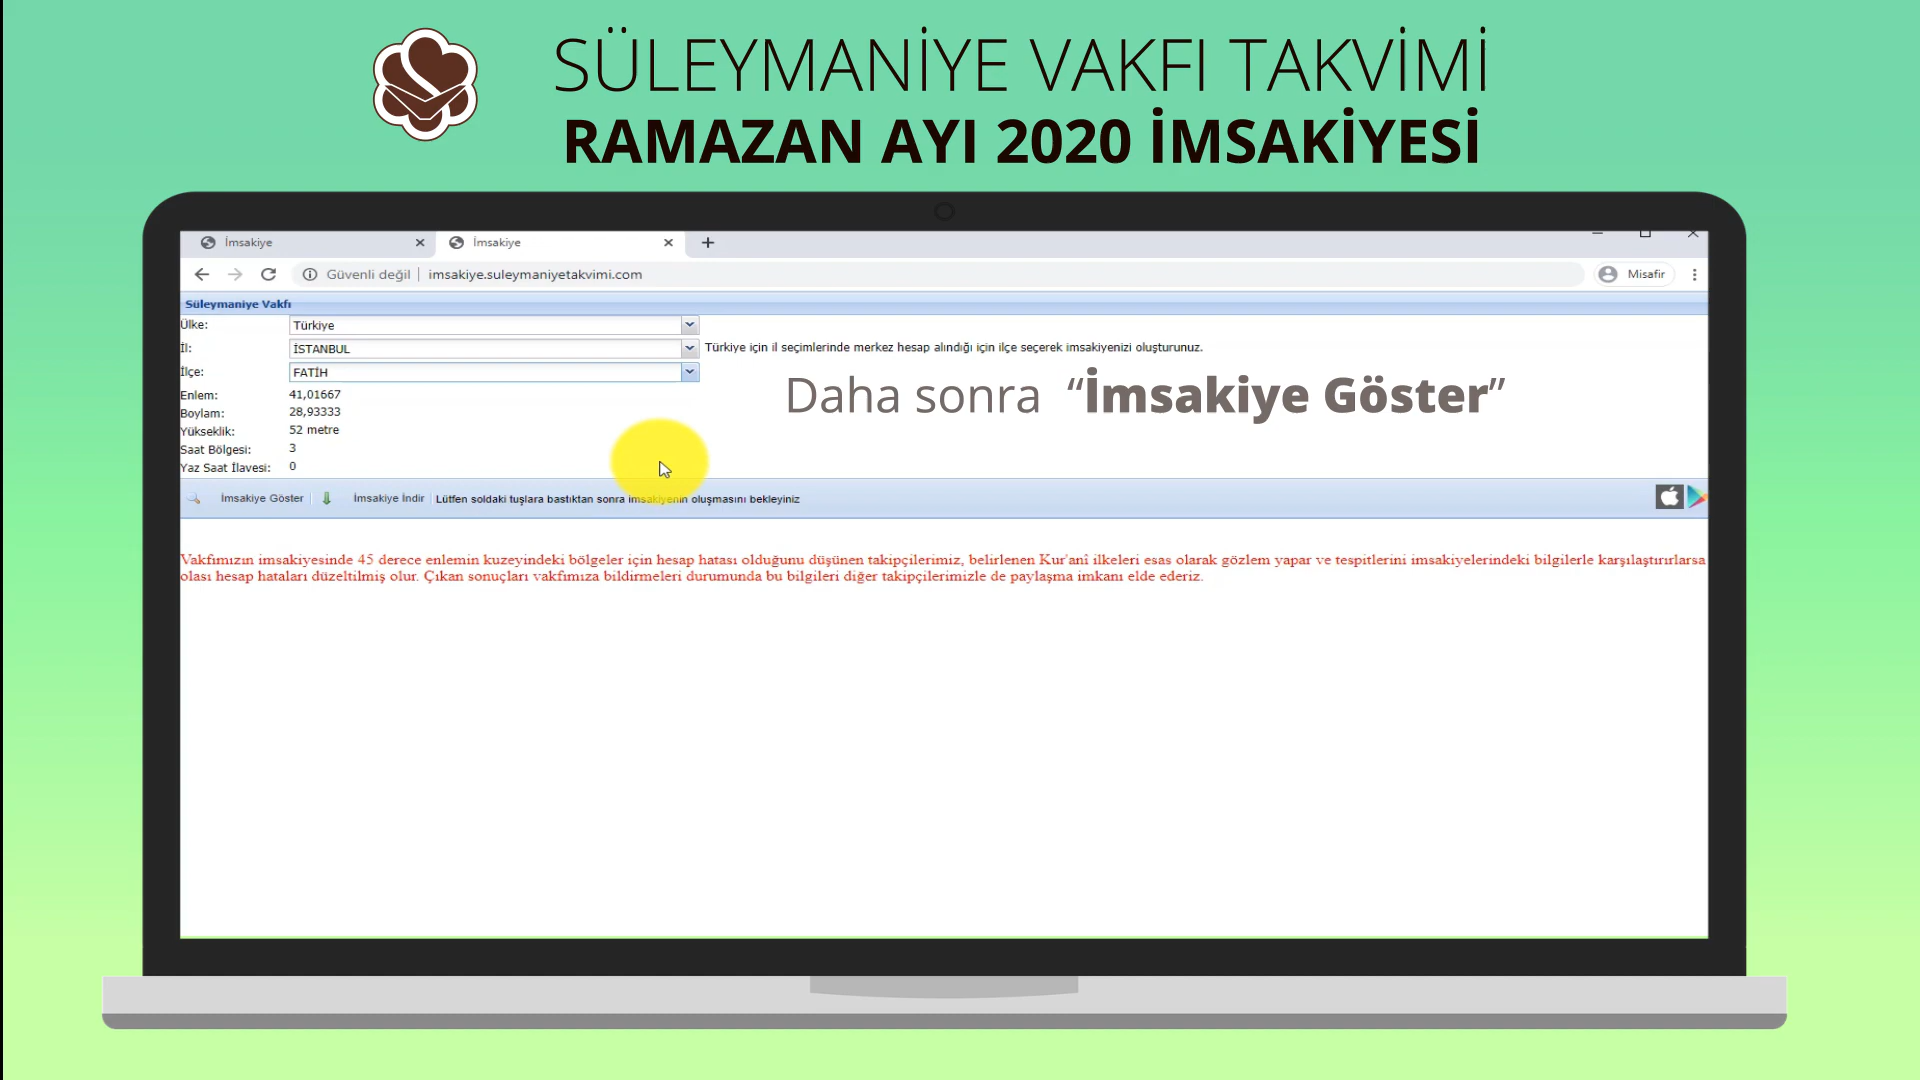 SÜLEYMANİYE VAKFI TAKVİMİ
RAMAZAN AYI 2020 İMSAKİYESİ
İmsakiye
İmsakiye
Güvenli değil
imsakiye.suleymaniyetakvimi.com
Misafir
Süleymaniye Vakfı
Ülke: Türkiye
İl: İSTANBUL Türkiye için il seçimlerinde merkez hesap alındığı için ilçe seçerek imsakiyenizi oluşturunuz.
İlçe: FATİH
Daha sonra “İmsakiye Göster”
Enlem: 41,01667
Boylam: 28,93333
Yükseklik: 52 metre
Saat Bölgesi: 3
Yaz Saat İlavesi: 0
İmsakiye Göster İmsakiye İndir Lütfen soldaki tuşlara bastıktan sonra imsakiyenin oluşmasını bekleyiniz
Vakfımızın imsakiyesinde 45 derece enlemin kuzeyindeki bölgeler için hesap hatası olduğunu düşünen takipçilerimiz, belirlenen Kur'anî ilkeleri esas olarak gözlem yapar ve tespitlerini imsakiyelerindeki bilgilerle karşılaştırırlarsa
olası hesap hataları düzeltilmiş olur. Çıkan sonuçları vakfımıza bildirmeleri durumunda bu bilgileri diğer takipçilerimizle de paylaşma imkanı elde ederiz.